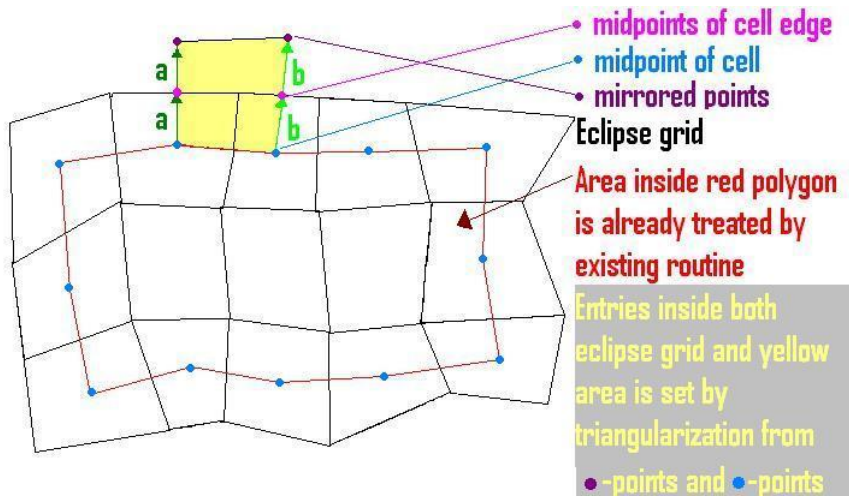 midpoints of cell edge
midpoint of cell
mirrored points
Eclipse grid
Area inside red polygon
is already treated by
existing routine
Entries inside both
eclipse grid and yellow
area is set by
triangularization from
-points and -points
a
b
a
b